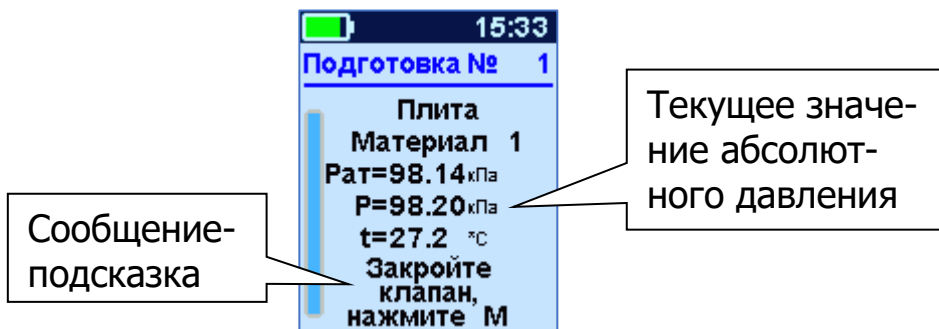 15:33
Подготовка № 1
Плита
Материал 1
Рат=98.14кПа
Р=98.20кПа
t=27.2 °C
Закройте
клапан,
нажмите М
Текущее значе-
ние абсолют-
ного давления
Сообщение-
подсказка